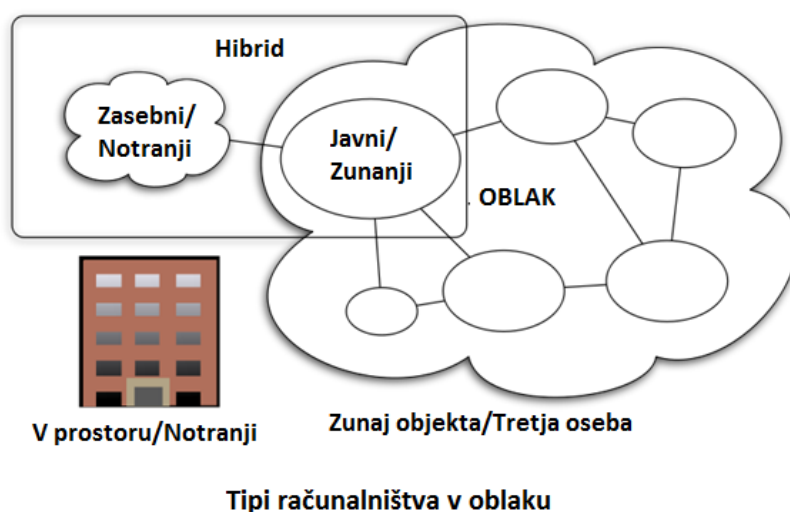 Hibrid
Zasebni/
Notranji
Javni/
Zunanji
. OBLAK
V prostoru/Notranji
Zunaj objekta/Tretja oseba
Tipi računalništva v oblaku